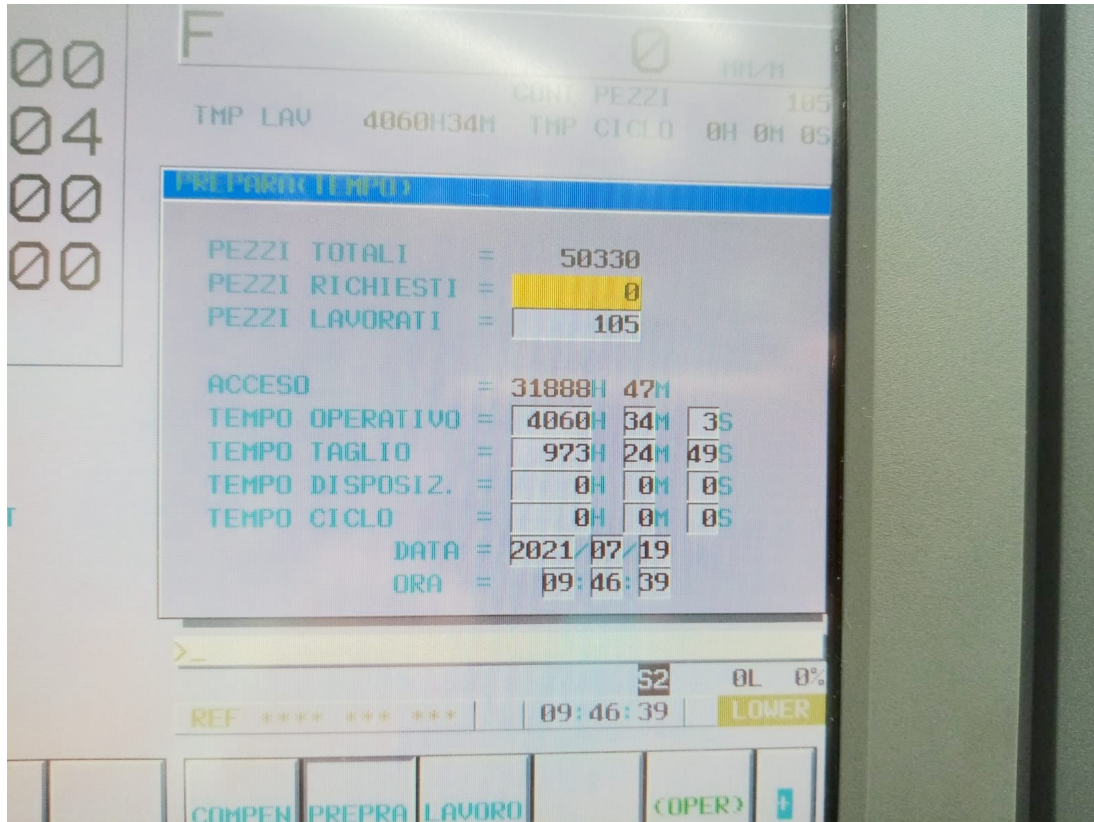 00
04
00
00
T
F 0 MM/M
CONT PEZZI 105
TMP LAV 4060H34M TMP CICLO 0H 0M 0S
PREPARA(TEMPO)
PEZZI TOTALI = 50330
PEZZI RICHIESTI = 0
PEZZI LAVORATI = 105
ACCESO = 31888H 47M
TEMPO OPERATIVO = 4060H 34M 3S
TEMPO TAGLIO = 973H 24M 49S
TEMPO DISPOSIZ. = 0H 0M 0S
TEMPO CICLO = 0H 0M 0S
DATA = 2021/07/19
ORA = 09:46:39
>_
S2 0L 0%
REF **** *** *** 09:46:39 LOWER
COMPEN PREPRA LAVORO (OPER) +